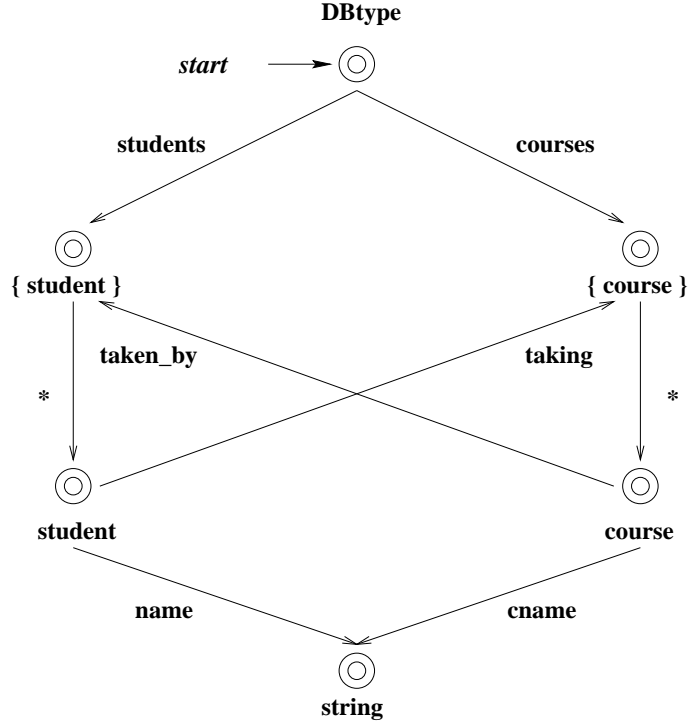 DBtype
start
students
courses
{ student }
{ course }
taken_by
taking
*
*
student
course
name
cname
string